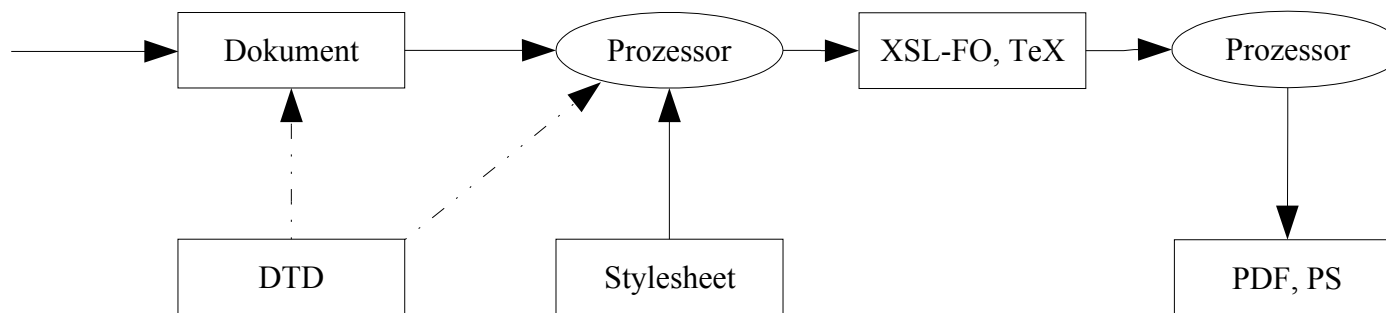 Dokument
Prozessor
XSL-FO, TeX
Prozessor
DTD
Stylesheet
PDF, PS